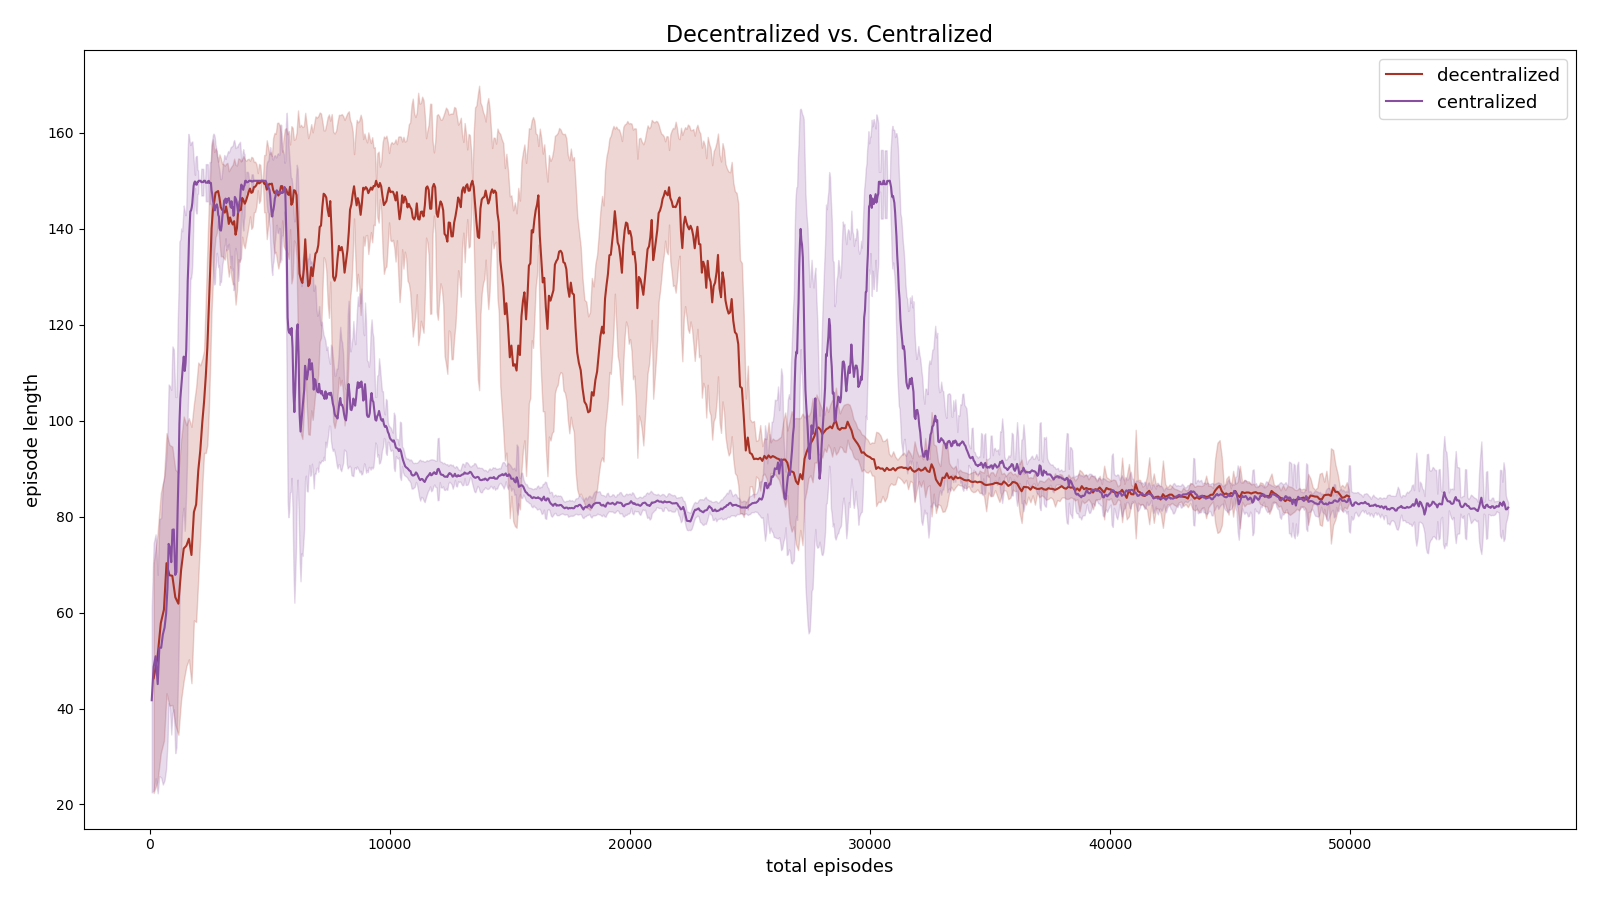 Decentralized vs. Centralized
decentralized
centralized
episode length
160
140
120
100
80
60
40
20
0 10000 20000 30000 40000 50000
total episodes